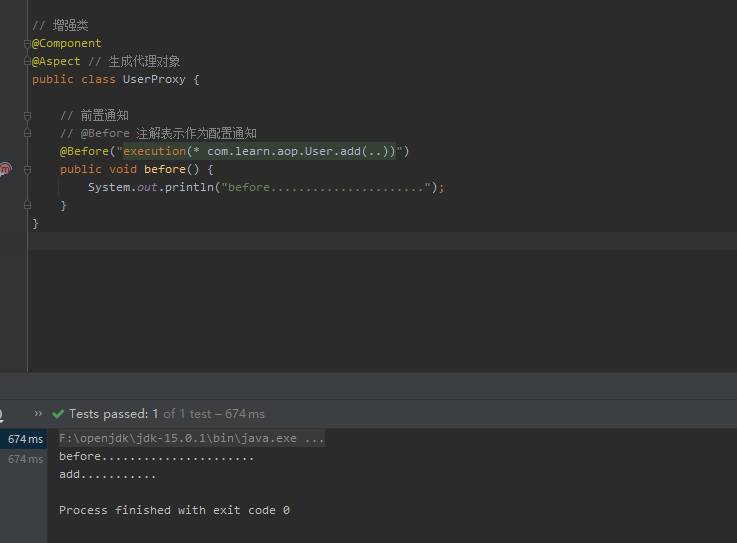 // 增强类
@Component
@Aspect // 生成代理对象
public class UserProxy {
// 前置通知
// @Before 注解表示作为配置通知
@Before("execution(* com.learn.aop.User.add(..))")
public void before() {
System.out.println("before......................");
}
}
Tests passed: 1 of 1 test – 674 ms
674 ms
674 ms
F:\openjdk\jdk-15.0.1\bin\java.exe ...
before......................
add...........
Process finished with exit code 0